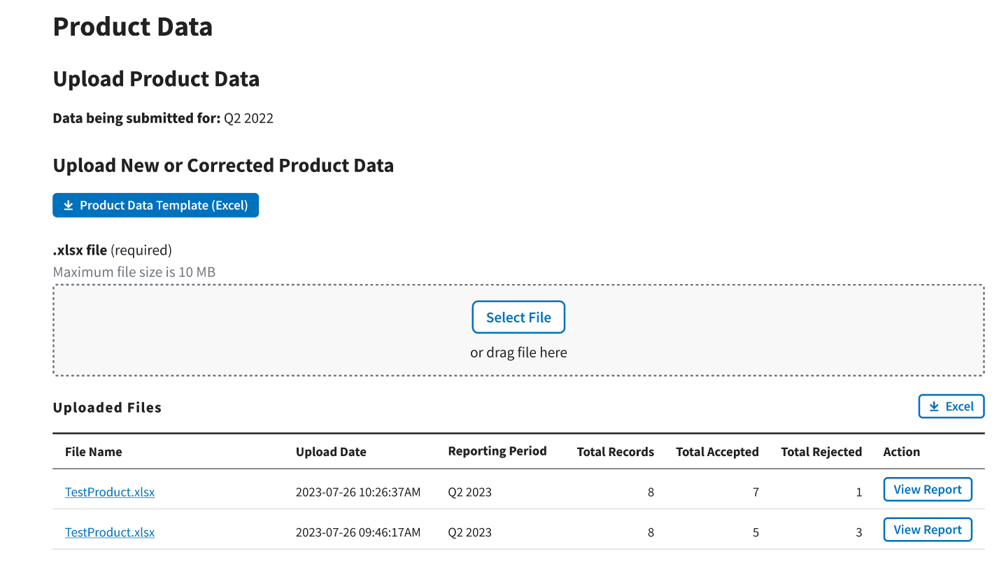 Product Data
Upload Product Data
Data being submitted for: Q2 2022
Upload New or Corrected Product Data
Product Data Template (Excel)
.xlsx file (required)
Maximum file size is 10 MB
Select File
or drag file here
Uploaded Files
Excel
File Name Upload Date Reporting Period Total Records Total Accepted Total Rejected Action
TestProduct.xlsx 2023-07-26 10:26:37AM Q2 2023 8 7 1 View Report
TestProduct.xlsx 2023-07-26 09:46:17AM Q2 2023 8 5 3 View Report